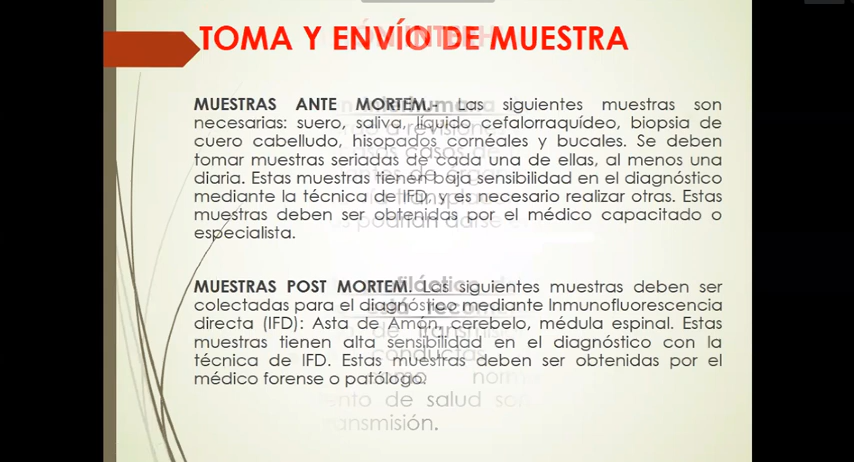 TOMA Y ENVÍO DE MUESTRA
MUESTRAS ANTE MORTEM.- Las siguientes muestras son
necesarias: suero, saliva, líquido cefalorraquídeo, biopsia de
cuero cabelludo, hisopados cornéales y bucales. Se deben
tomar muestras seriadas de cada una de ellas, al menos una
diaria. Estas muestras tienen baja sensibilidad en el diagnóstico
mediante la técnica de IFD, y es necesario realizar otras. Estas
muestras deben ser obtenidas por el médico capacitado o
especialista.
MUESTRAS POST MORTEM. Las siguientes muestras deben ser
colectadas para el diagnóstico mediante Inmunofluorescencia
directa (IFD): Asta de Amón, cerebelo, médula espinal. Estas
muestras tienen alta sensibilidad en el diagnóstico con la
técnica de IFD. Estas muestras deben ser obtenidas por el
médico forense o patólogo.